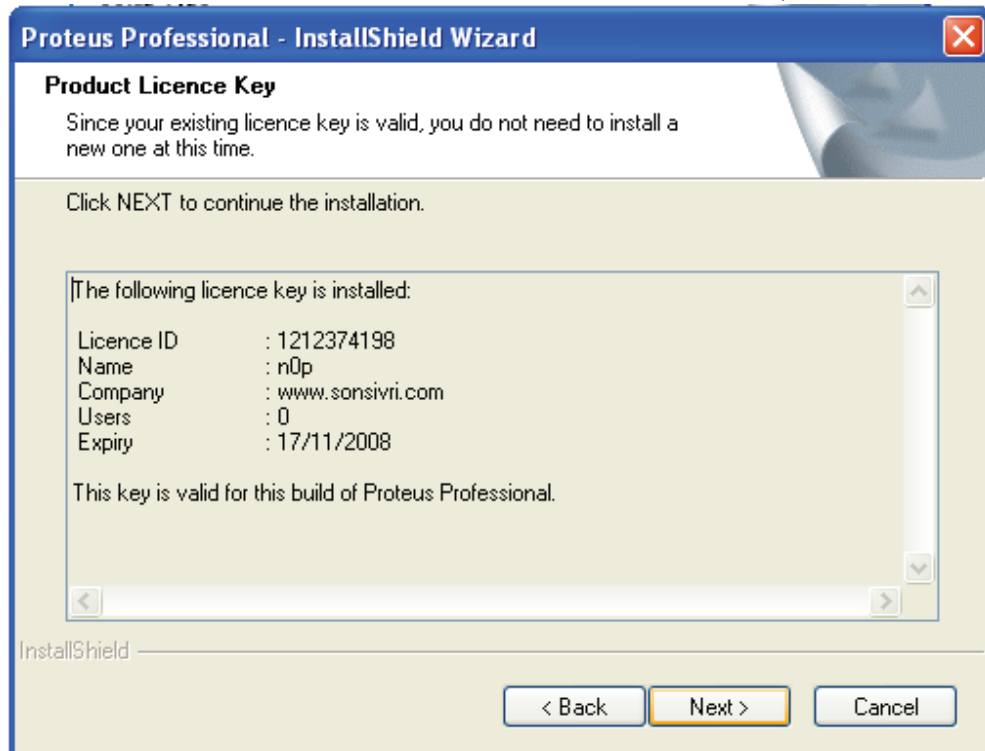 Proteus Professional - InstallShield Wizard
Product Licence Key
Since your existing licence key is valid, you do not need to install a
new one at this time.
Click NEXT to continue the installation.
The following licence key is installed:
Licence ID : 1212374198
Name : n0p
Company : www.sonsivri.com
Users : 0
Expiry : 17/11/2008
This key is valid for this build of Proteus Professional.
InstallShield
< Back Next > Cancel